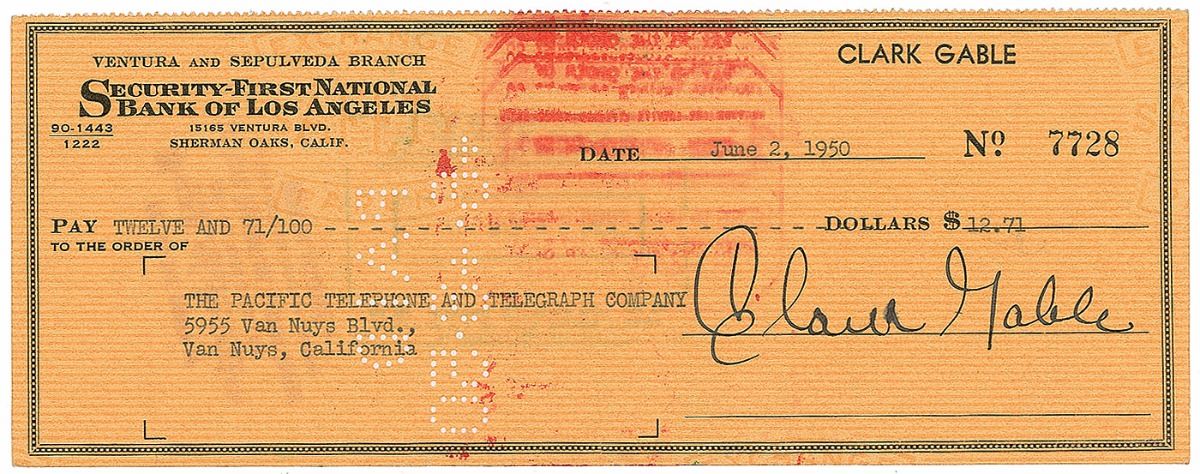 CLARK GABLE
VENTURA AND SEPULVEDA BRANCH
SECURITY-FIRST NATIONAL
BANK OF LOS ANGELES
90-1443
1222
15165 VENTURA BLVD.
SHERMAN OAKS, CALIF.
DATE June 2, 1950
Nº 7728
PAY TWELVE AND 71/100 - - - - - - - - - - - - - - - - - - - - - - - - - DOLLARS $ 12.71
TO THE ORDER OF
THE PACIFIC TELEPHONE AND TELEGRAPH COMPANY
5955 Van Nuys Blvd.,
Van Nuys, California
Clark Gable